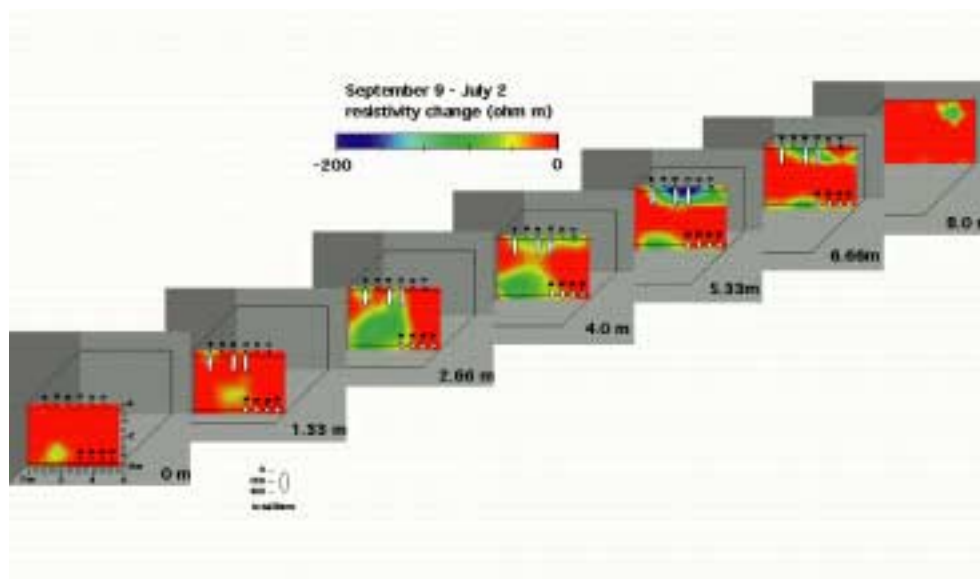 September 9 - July 2
resistivity change (ohm m)
-200 0
8.0
6.66m
5.33m
4.0 m
2.66 m
1.33 m
0 m